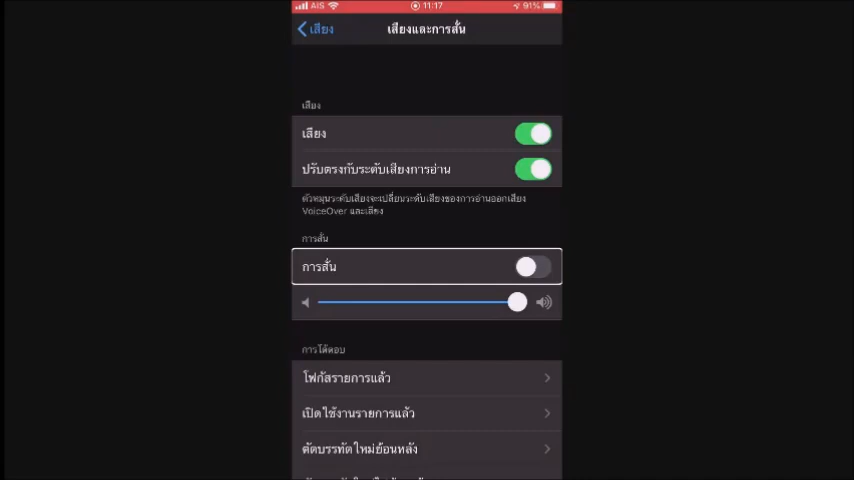 AIS 11:17 91%
เสียง เสียงและการสั่น
เสียง
เสียง
ปรับตรงกับระดับเสียงการอ่าน
ตัวหมุนระดับเสียงจะเปลี่ยนระดับเสียงของการอ่านออกเสียง
VoiceOver และเสียง
การสั่น
การสั่น
การโต้ตอบ
โฟกัสรายการแล้ว
เปิดใช้งานรายการแล้ว
ตัดบรรทัดใหม่ย้อนหลัง